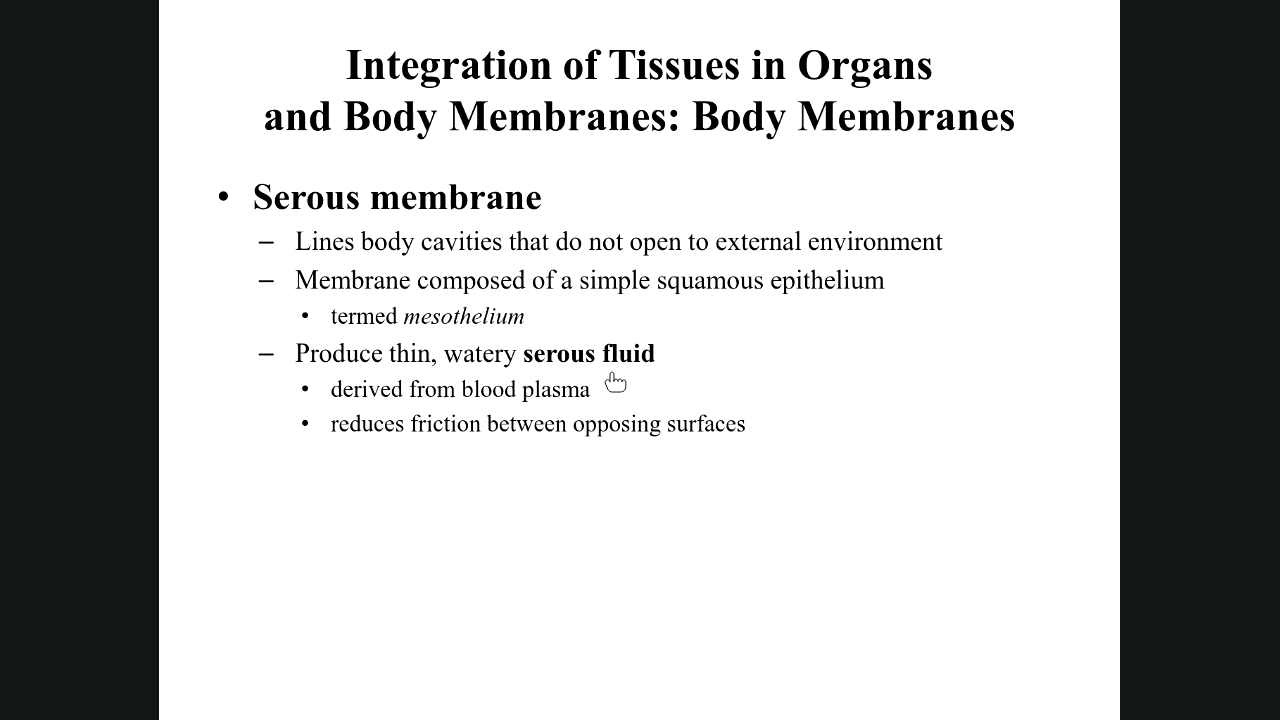 Integration of Tissues in Organs
and Body Membranes: Body Membranes
• Serous membrane
– Lines body cavities that do not open to external environment
– Membrane composed of a simple squamous epithelium
• termed mesothelium
– Produce thin, watery serous fluid
• derived from blood plasma
• reduces friction between opposing surfaces